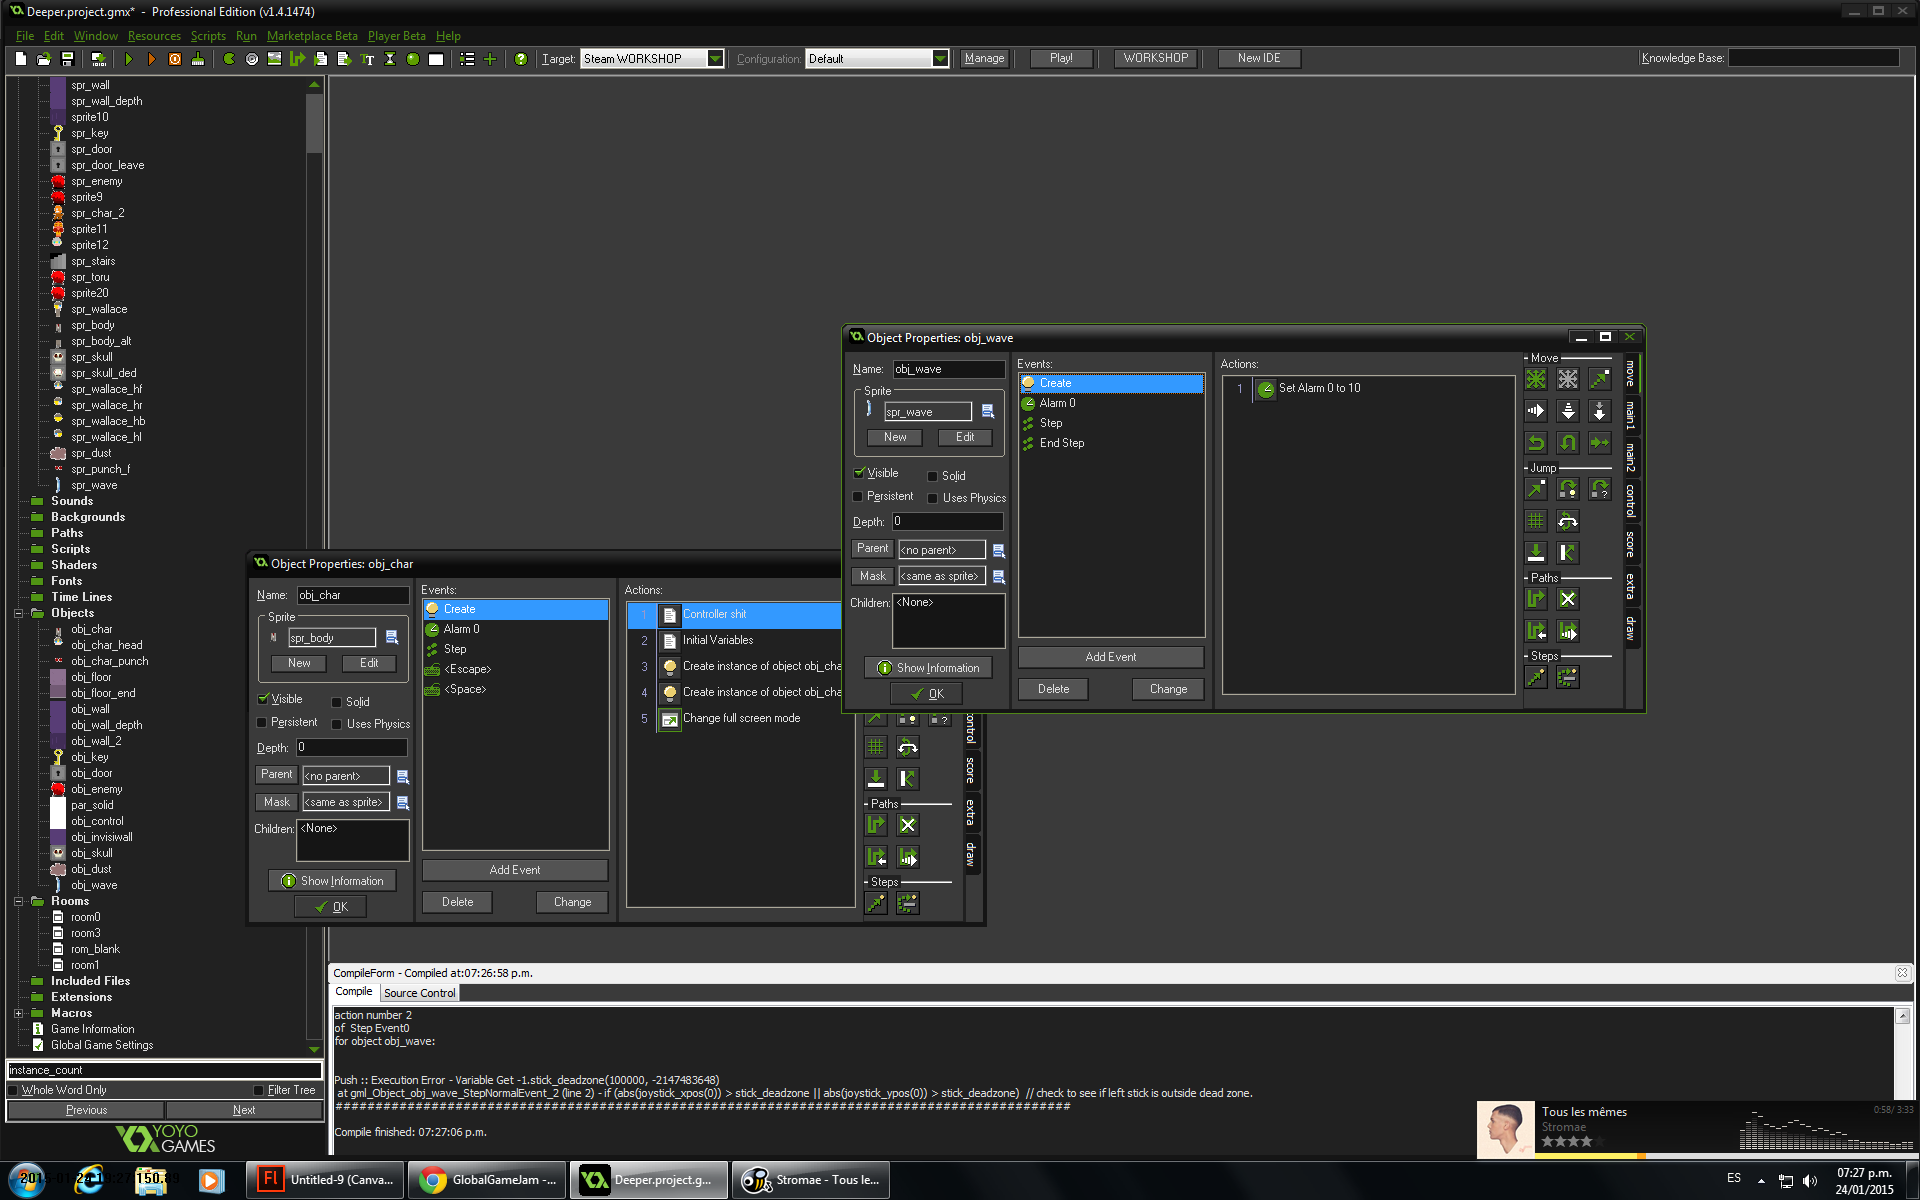 Deeper.project.gmx* - Professional Edition (v1.4.1474)
File Edit Window Resources Scripts Run Marketplace Beta Player Beta Help
Target: Steam WORKSHOP Configuration: Default Manage Play! WORKSHOP New IDE Knowledge Base:
spr_wall
spr_wall_depth
sprite10
spr_key
spr_door
spr_door_leave
spr_enemy
sprite9
spr_char_2
sprite11
sprite12
spr_stairs
spr_toru
sprite20
spr_wallace
spr_body
spr_body_alt
spr_skull
spr_skull_ded
spr_wallace_hf
spr_wallace_hr
spr_wallace_hb
spr_wallace_hl
spr_dust
spr_punch_f
spr_wave
Sounds
Backgrounds
Paths
Scripts
Shaders
Fonts
Time Lines
Objects
obj_char
obj_char_head
obj_char_punch
obj_floor
obj_floor_end
obj_wall
obj_wall_depth
obj_wall_2
obj_key
obj_door
obj_enemy
par_solid
obj_control
obj_invisiwall
obj_skull
obj_dust
obj_wave
Rooms
room0
room3
rom_blank
room1
Included Files
Extensions
Macros
Game Information
Global Game Settings
instance_count
Whole Word Only Filter Tree
Previous Next
YOYO GAMES
Object Properties: obj_char
Name: obj_char
Sprite
spr_body
New Edit
Visible Solid
Persistent Uses Physics
Depth: 0
Parent <no parent>
Mask <same as sprite>
Children: <None>
Show Information
OK
Events:
Create
Alarm 0
Step
<Escape>
<Space>
Add Event
Delete Change
Actions:
1 Controller shit
2 Initial Variables
3 Create instance of object obj_cha
4 Create instance of object obj_cha
5 Change full screen mode
Paths
Steps
control
score
extra
draw
Object Properties: obj_wave
Name: obj_wave
Sprite
spr_wave
New Edit
Visible Solid
Persistent Uses Physics
Depth: 0
Parent <no parent>
Mask <same as sprite>
Children: <None>
Show Information
OK
Events:
Create
Alarm 0
Step
End Step
Add Event
Delete Change
Actions:
1 Set Alarm 0 to 10
Move
Jump
Paths
Steps
move
main1
main2
control
score
extra
draw
CompileForm - Compiled at:07:26:58 p.m.
Compile Source Control
action number 2
of Step Event0
for object obj_wave:
Push :: Execution Error - Variable Get -1.stick_deadzone(100000, -2147483648)
at gml_Object_obj_wave_StepNormalEvent_2 (line 2) - if (abs(joystick_xpos(0)) > stick_deadzone || abs(joystick_ypos(0)) > stick_deadzone) // check to see if left stick is outside dead zone.
Compile finished: 07:27:06 p.m.
Tous les mêmes 0:58/ 3:33
Stromae
Untitled-9 (Canva... GlobalGameJam -... Deeper.project.g... Stromae - Tous le...
ES 07:27 p.m.
24/01/2015